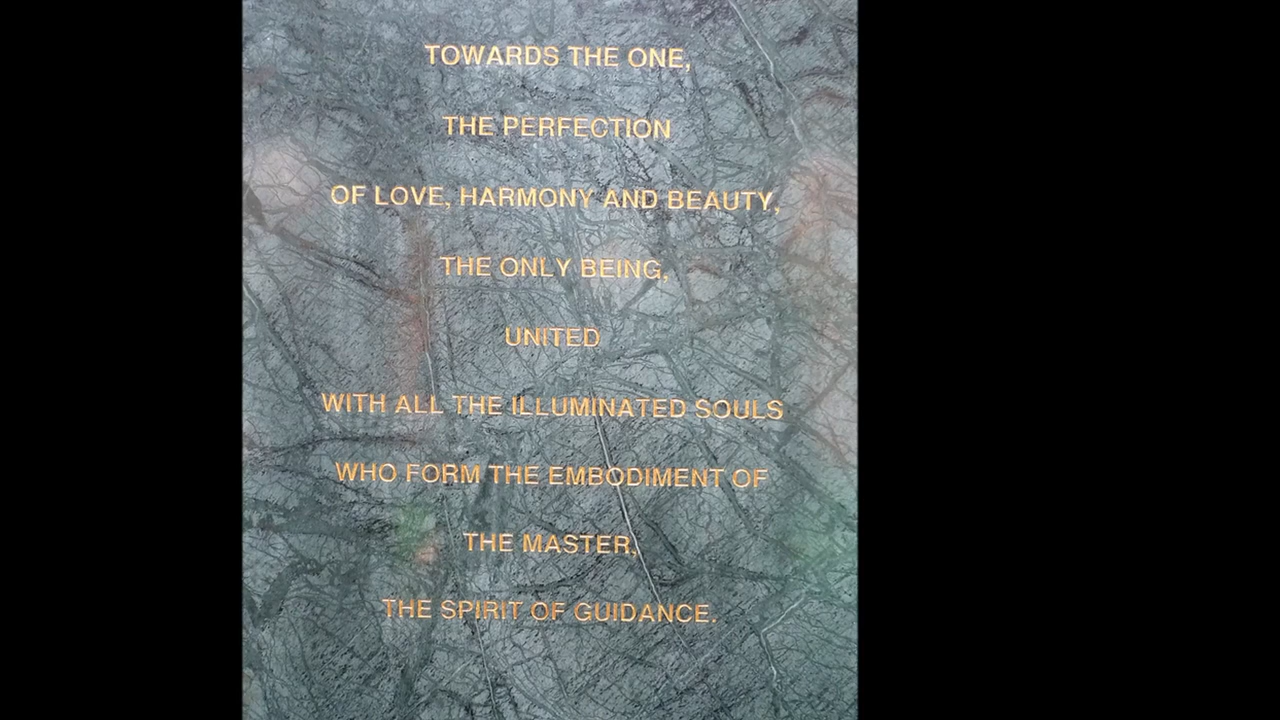 TOWARDS THE ONE,
THE PERFECTION
OF LOVE, HARMONY AND BEAUTY,
THE ONLY BEING,
UNITED
WITH ALL THE ILLUMINATED SOULS
WHO FORM THE EMBODIMENT OF
THE MASTER,
THE SPIRIT OF GUIDANCE.